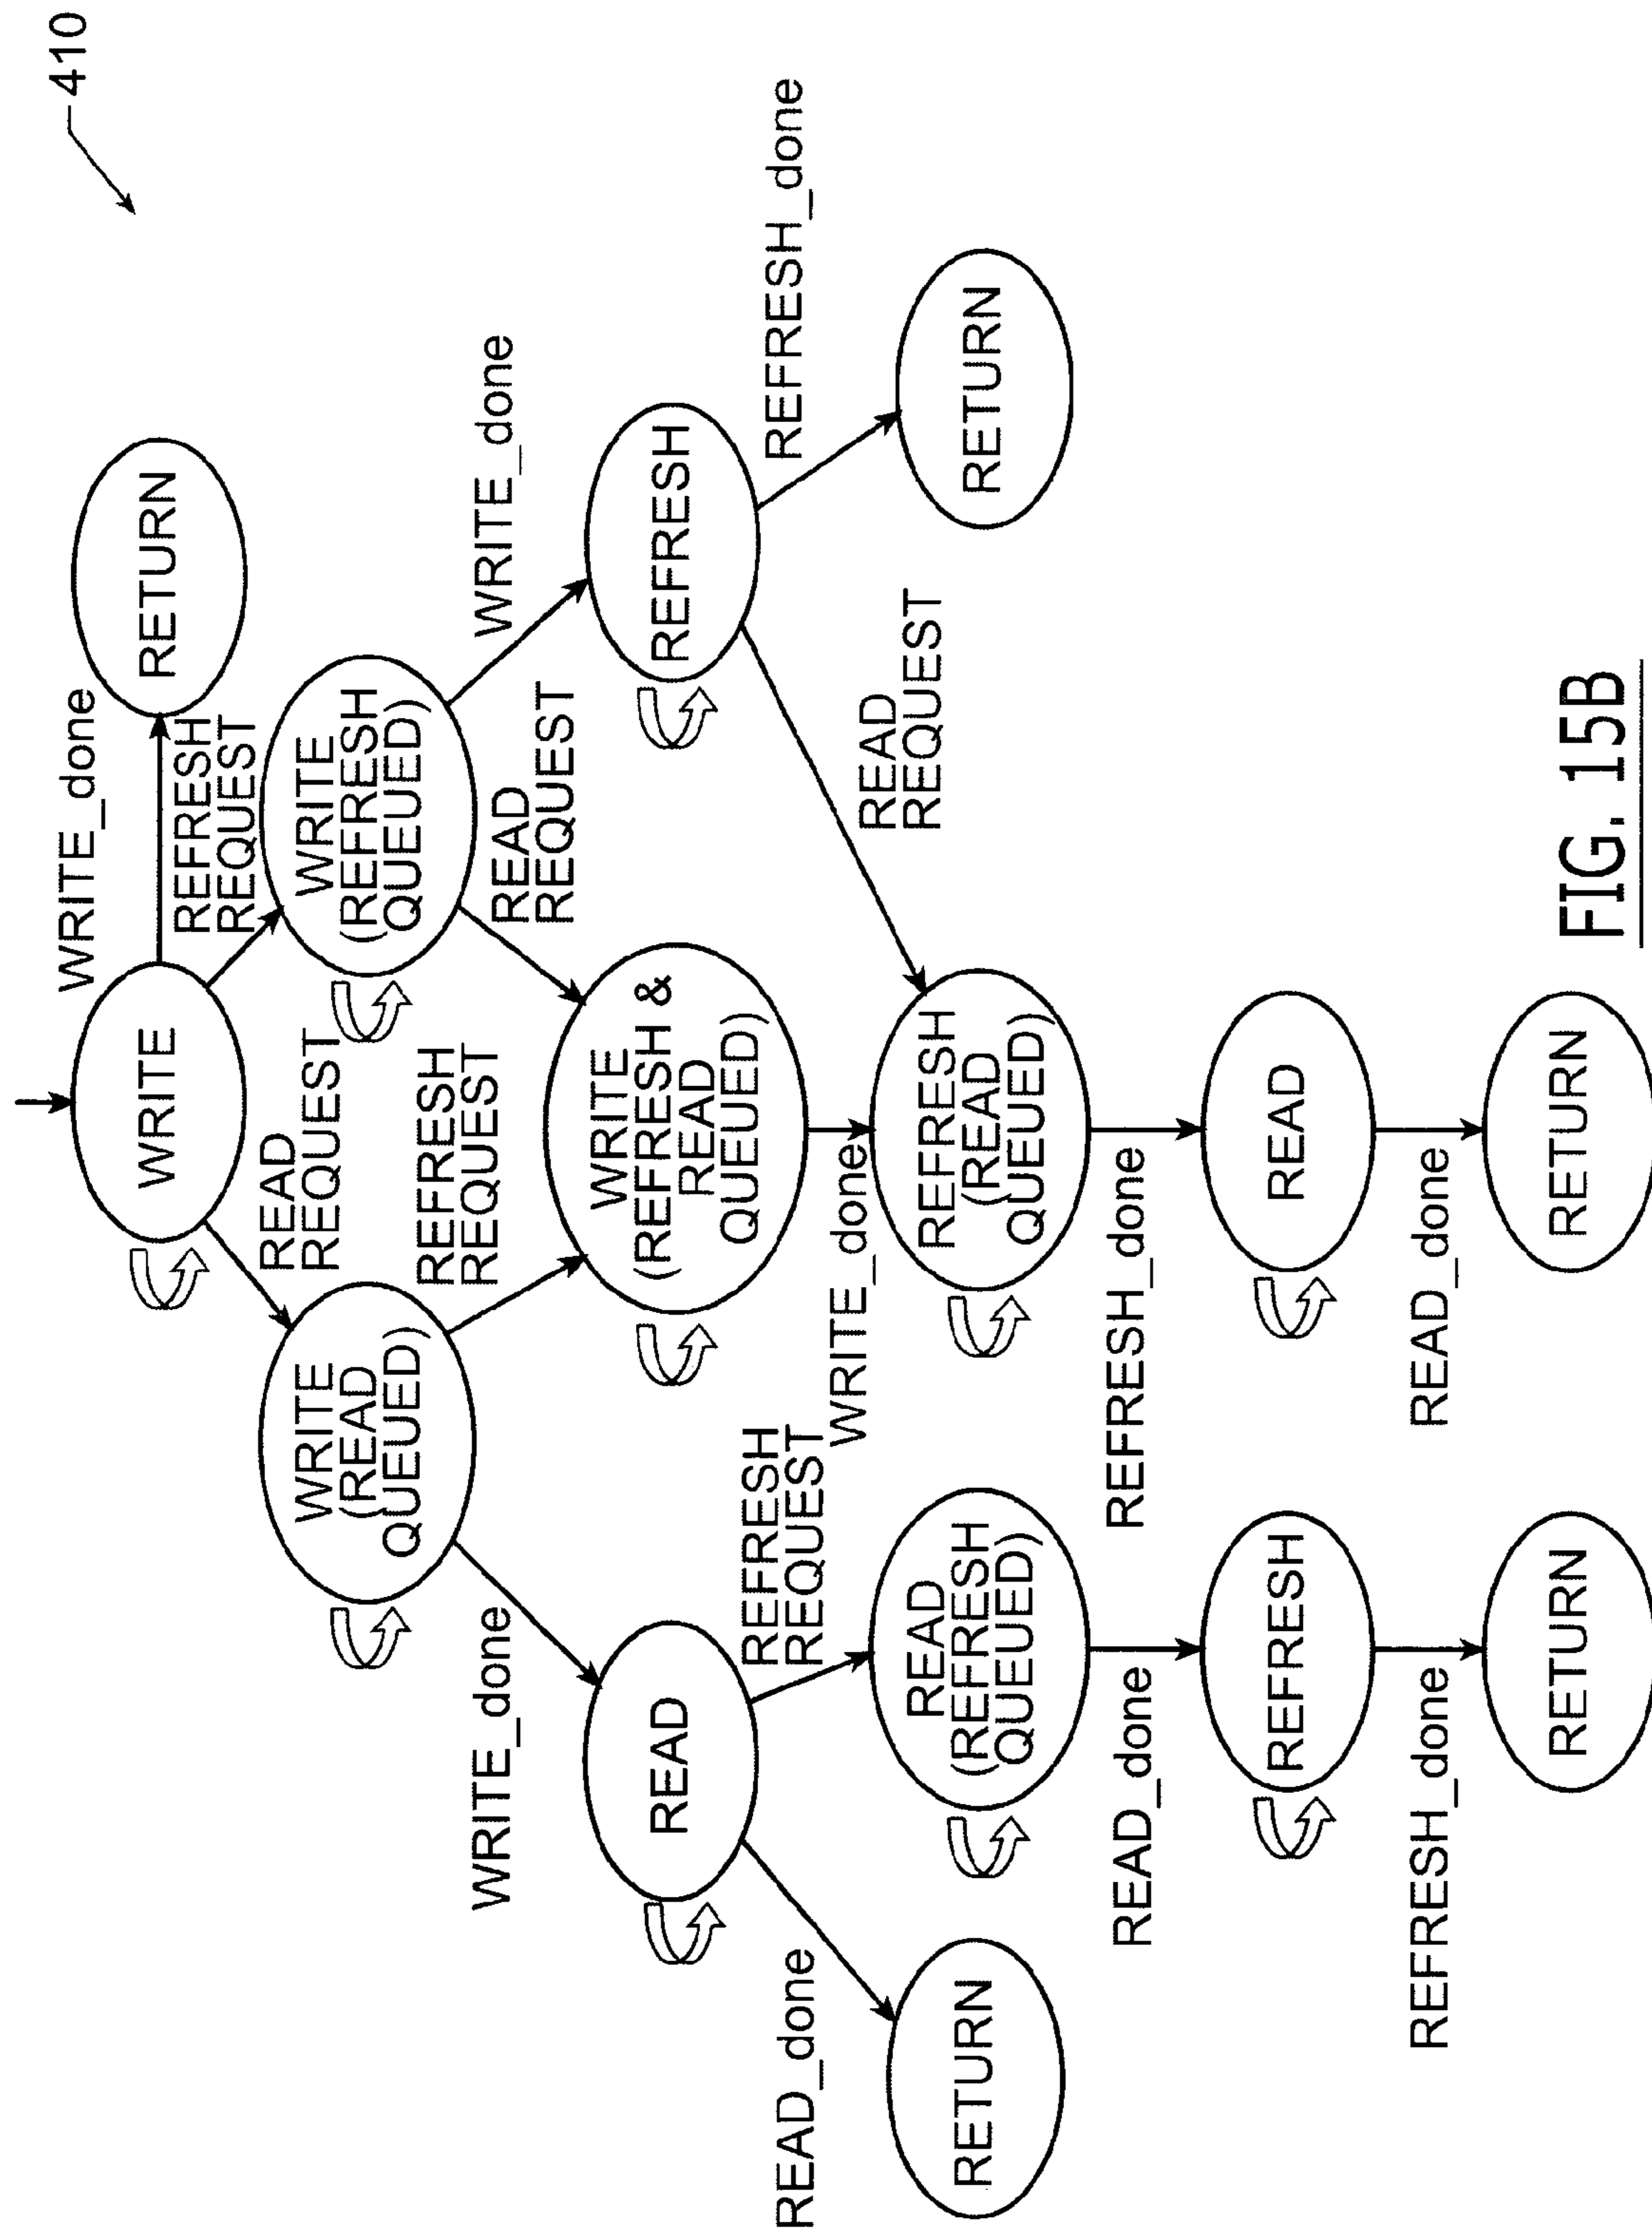 410
WRITE_done
WRITE
RETURN
READ
REQUEST
REFRESH
REQUEST
WRITE
(READ
QUEUED)
WRITE
(REFRESH
QUEUED)
REFRESH
REQUEST
READ
REQUEST
WRITE_done
WRITE_done
READ
WRITE
(REFRESH &
READ
QUEUED)
REFRESH
READ_done
REFRESH
REQUEST
WRITE_done
READ
REQUEST
REFRESH_done
RETURN
READ
(REFRESH
QUEUED)
REFRESH
(READ
QUEUED)
RETURN
READ_done
REFRESH_done
REFRESH
READ
REFRESH_done
READ_done
RETURN
RETURN
FIG. 15B